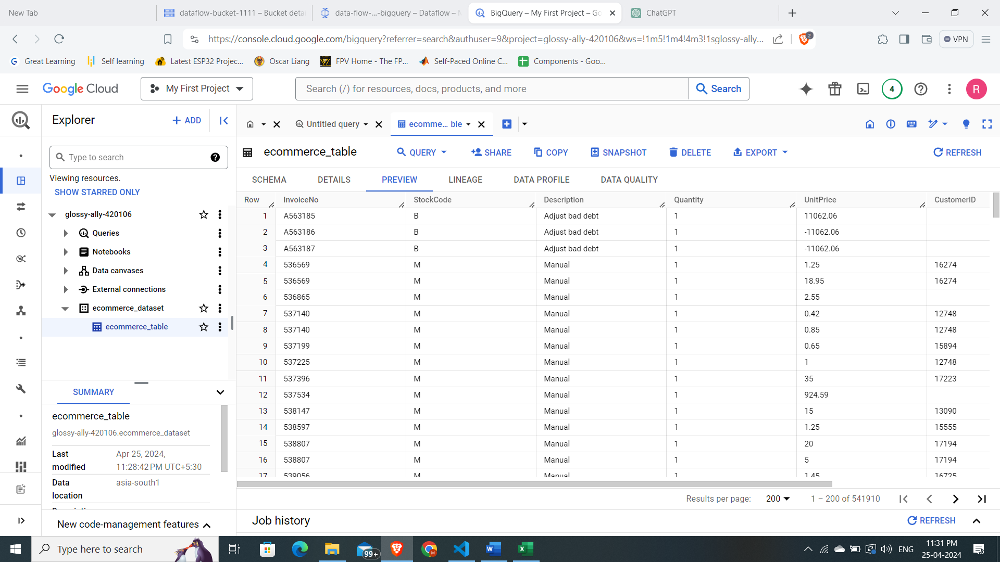 New Tab
dataflow-bucket-1111 – Bucket detai
data-flow-...-bigquery – Dataflow – M
BigQuery – My First Project – Go
ChatGPT
https://console.cloud.google.com/bigquery?referrer=search&authuser=9&project=glossy-ally-420106&ws=!1m5!1m4!4m3!1sglossy-ally...
2
VPN
Great Learning
Self learning
Latest ESP32 Projec...
Oscar Liang
FPV Home - The FP...
Self-Paced Online C...
Components - Goo...
Google Cloud
My First Project
Search (/) for resources, docs, products, and more
Search
4
R
Explorer
+ ADD
Untitled query
ecomme... ble
Type to search
Viewing resources.
SHOW STARRED ONLY
glossy-ally-420106
Queries
Notebooks
Data canvases
External connections
ecommerce_dataset
ecommerce_table
SUMMARY
ecommerce_table
glossy-ally-420106.ecommerce_dataset
Last modified Apr 25, 2024, 11:28:42 PM UTC+5:30
Data location asia-south1
New code-management features
ecommerce_table
QUERY
SHARE
COPY
SNAPSHOT
DELETE
EXPORT
REFRESH
SCHEMA DETAILS PREVIEW LINEAGE DATA PROFILE DATA QUALITY
Row InvoiceNo StockCode Description Quantity UnitPrice CustomerID
1 A563185 B Adjust bad debt 1 11062.06
2 A563186 B Adjust bad debt 1 -11062.06
3 A563187 B Adjust bad debt 1 -11062.06
4 536569 M Manual 1 1.25 16274
5 536569 M Manual 1 18.95 16274
6 536865 M Manual 1 2.55
7 537140 M Manual 1 0.42 12748
8 537140 M Manual 1 0.85 12748
9 537199 M Manual 1 0.65 15894
10 537225 M Manual 1 1 12748
11 537396 M Manual 1 35 17223
12 537534 M Manual 1 924.59
13 538147 M Manual 1 15 13090
14 538597 M Manual 1 1.25 15555
15 538807 M Manual 1 20 17194
16 538807 M Manual 1 5 17194
17 539056 M Manual 1 1.45 16725
Results per page: 200 1 – 200 of 541910
Job history
REFRESH
Type here to search
99+
ENG
11:31 PM
25-04-2024